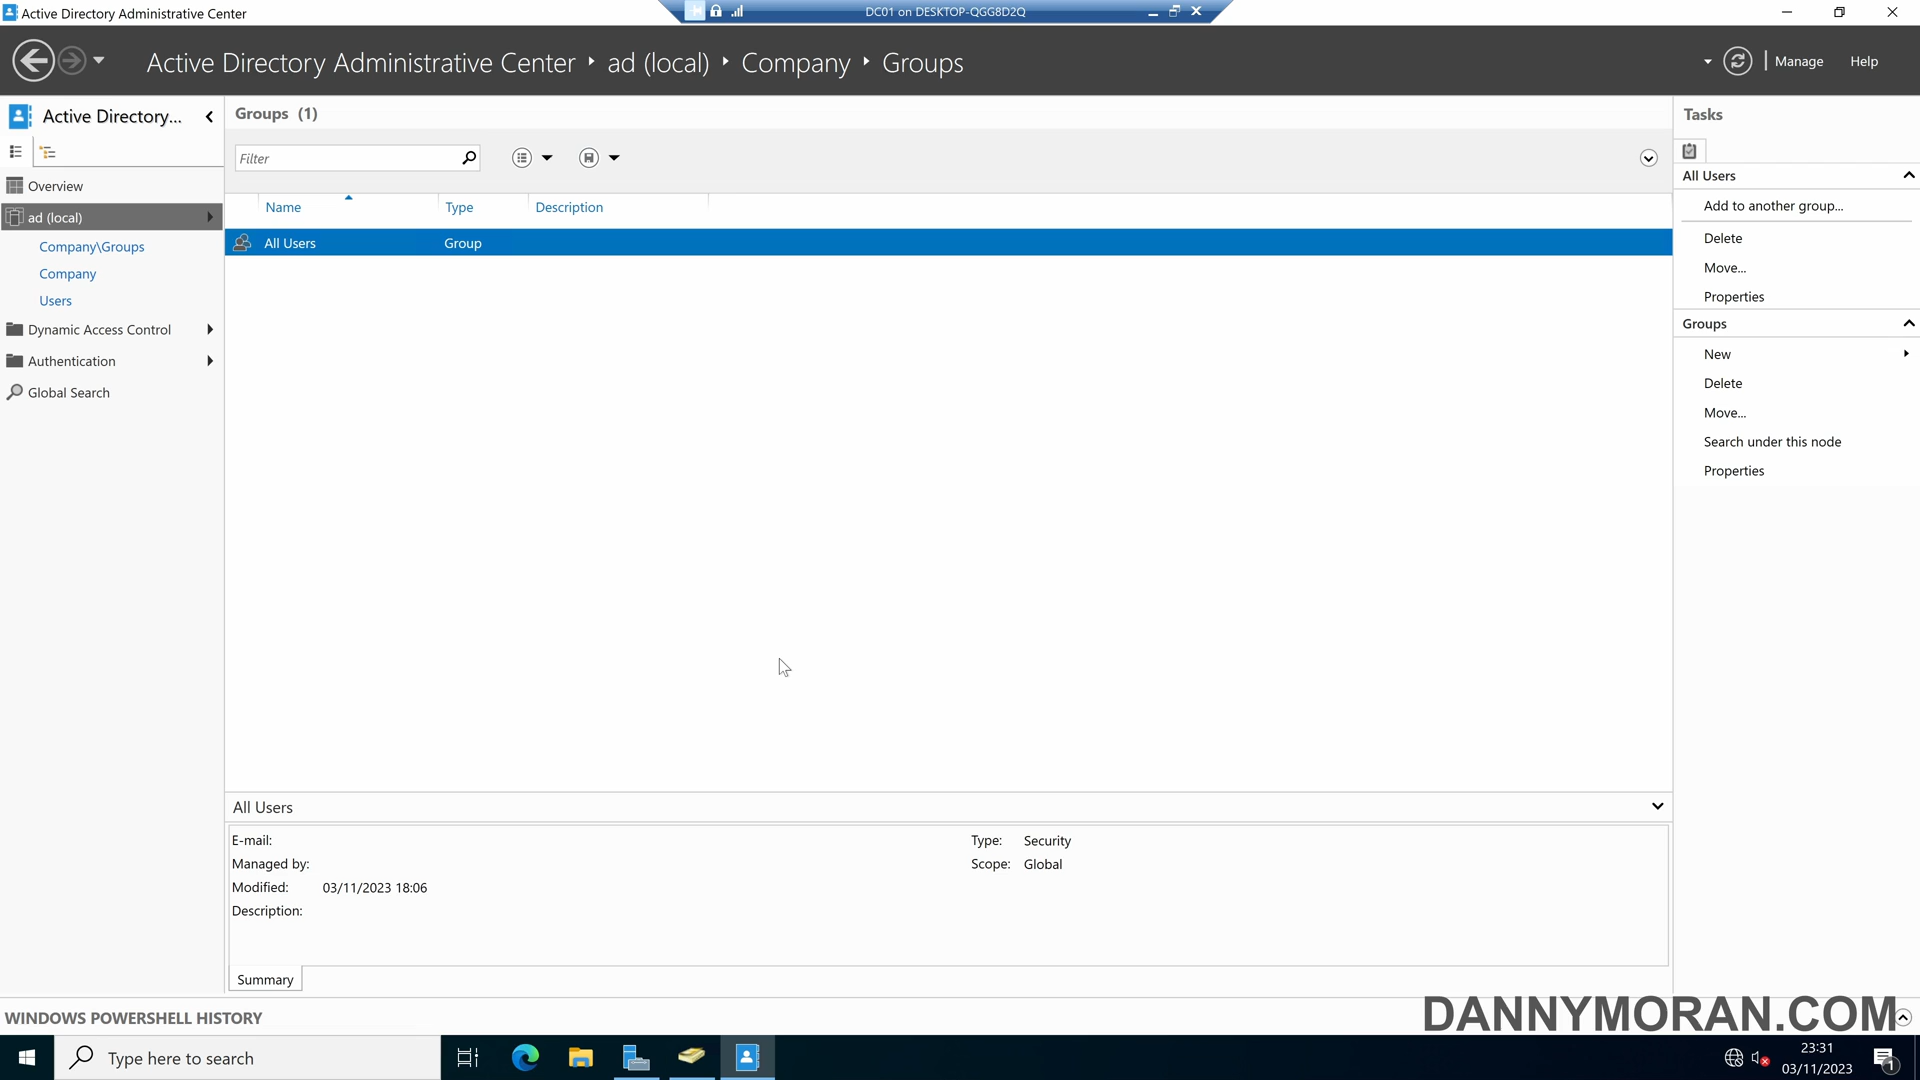 Active Directory Administrative Center
DC01 on DESKTOP-QGG8D2Q
Active Directory Administrative Center ‣ ad (local) ‣ Company ‣ Groups
Manage
Help
Active Directory...
Overview
ad (local)
Company\Groups
Company
Users
Dynamic Access Control
Authentication
Global Search
Groups (1)
Filter
Name Type Description
All Users Group
All Users
E-mail:
Managed by:
Modified: 03/11/2023 18:06
Description:
Type: Security
Scope: Global
Summary
Tasks
All Users
Add to another group...
Delete
Move...
Properties
Groups
New
Delete
Move...
Search under this node
Properties
WINDOWS POWERSHELL HISTORY
DANNYMORAN.COM
Type here to search
23:31
03/11/2023
1